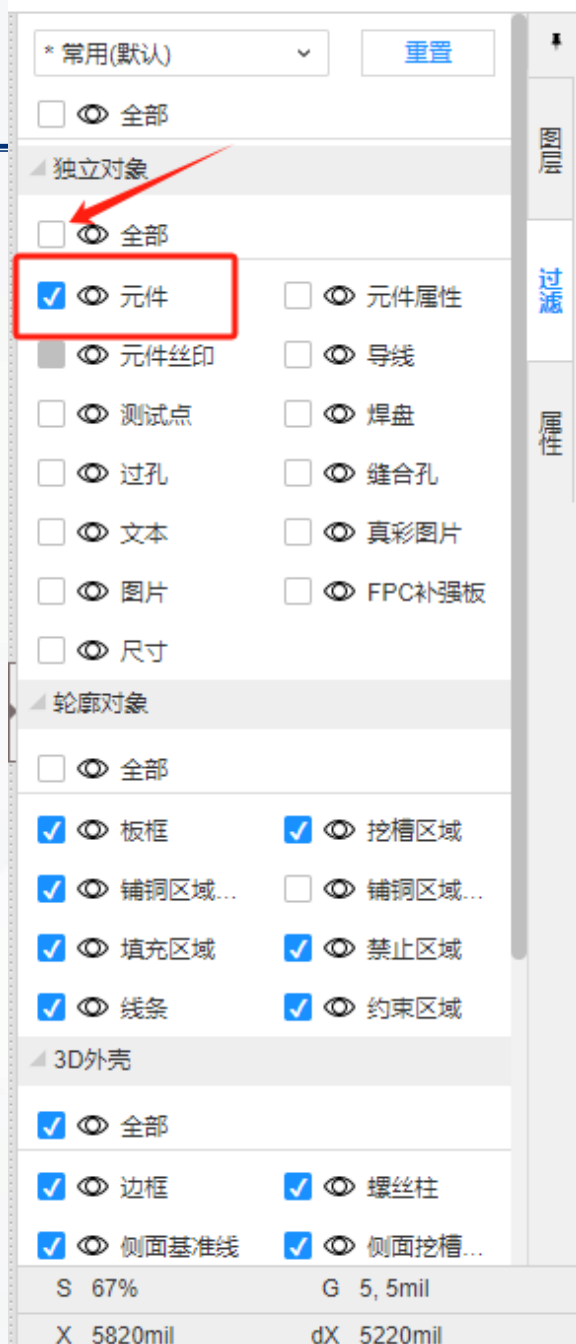 * 常用(默认) 重置
全部
独立对象
全部
元件 元件属性
元件丝印 导线
测试点 焊盘
过孔 缝合孔
文本 真彩图片
图片 FPC补强板
尺寸
轮廓对象
全部
板框 挖槽区域
铺铜区域... 铺铜区域...
填充区域 禁止区域
线条 约束区域
3D外壳
全部
边框 螺丝柱
侧面基准线 侧面挖槽...
S 67% G 5, 5mil
X 5820mil dX 5220mil
图层
过滤
属性